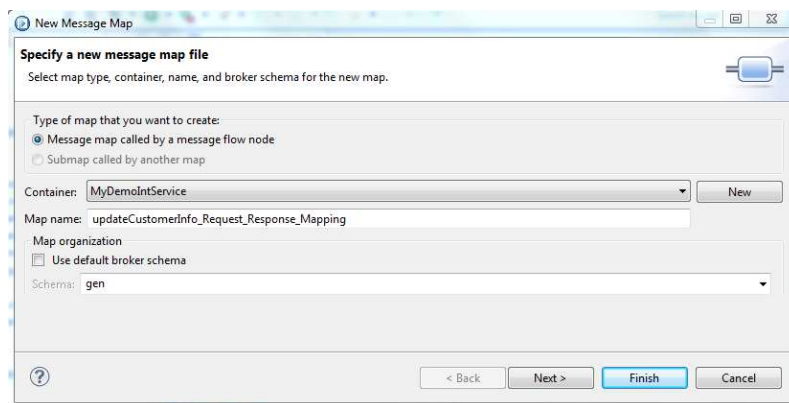 New Message Map
Specify a new message map file
Select map type, container, name, and broker schema for the new map.
Type of map that you want to create:
Message map called by a message flow node
Submap called by another map
Container: MyDemoIntService New
Map name: updateCustomerInfo_Request_Response_Mapping
Map organization
Use default broker schema
Schema: gen
? < Back Next > Finish Cancel